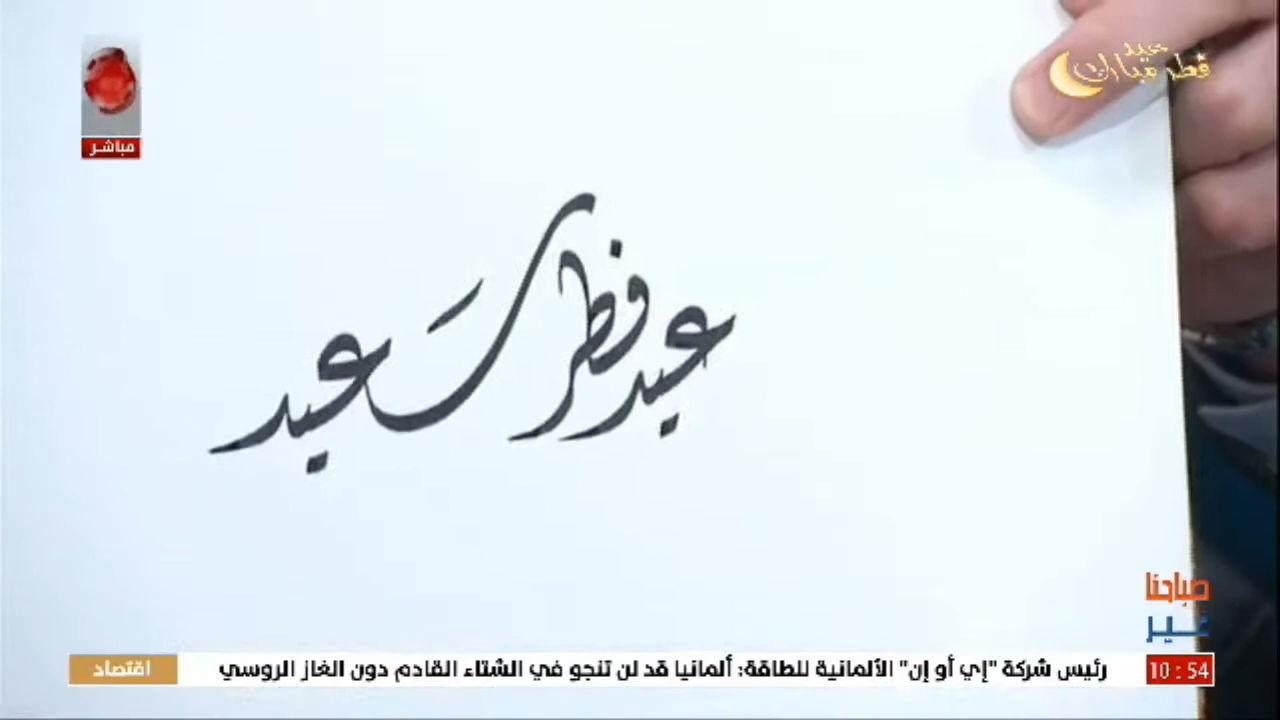 عيد
فطر مبارك
مباشر
عيد فطر سعيد
صباحنا
غير
10:54
رئيس شركة "إي أو إن" الألمانية للطاقة: ألمانيا قد لن تنجو في الشتاء القادم دون الغاز الروسي
اقتصاد